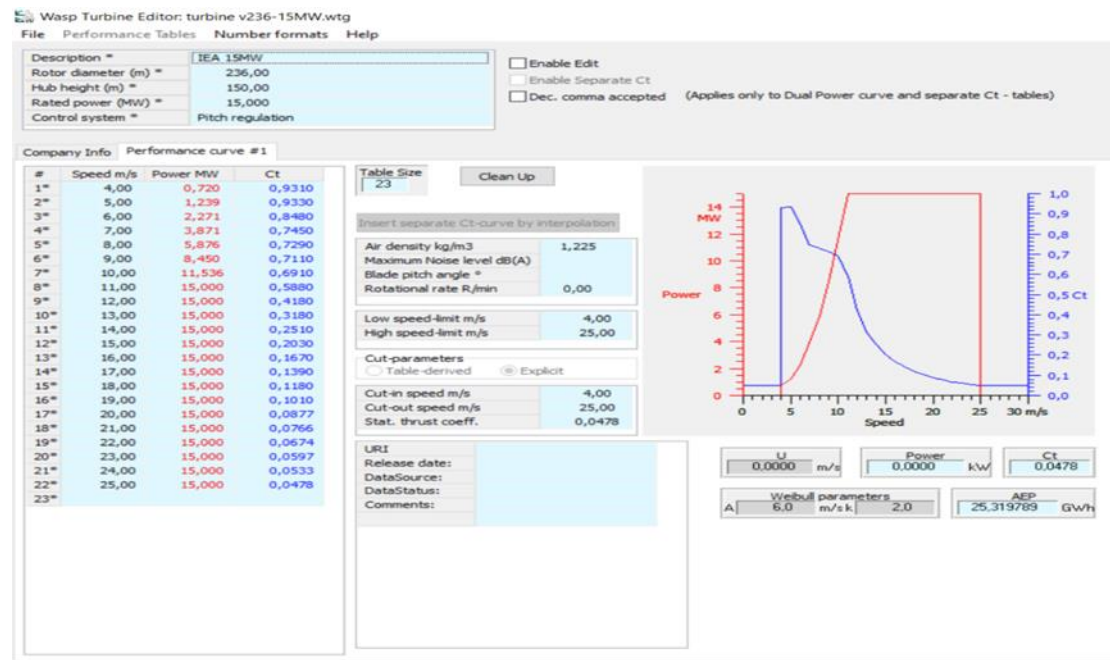 Wasp Turbine Editor: turbine v236-15MW.wtg
File Performance Tables Number formats Help
Description * IEA 15MW
Rotor diameter (m) * 236,00
Hub height (m) * 150,00
Rated power (MW) * 15,000
Control system * Pitch regulation
Enable Edit
Enable Separate Ct
Dec. comma accepted (Applies only to Dual Power curve and separate Ct - tables)
Company Info Performance curve #1
# Speed m/s Power MW Ct
1* 4,00 0,720 0,9310
2* 5,00 1,239 0,9330
3* 6,00 2,271 0,8480
4* 7,00 3,871 0,7450
5* 8,00 5,876 0,7290
6* 9,00 8,450 0,7110
7* 10,00 11,536 0,6910
8* 11,00 15,000 0,5880
9* 12,00 15,000 0,4180
10* 13,00 15,000 0,3180
11* 14,00 15,000 0,2510
12* 15,00 15,000 0,2030
13* 16,00 15,000 0,1670
14* 17,00 15,000 0,1390
15* 18,00 15,000 0,1180
16* 19,00 15,000 0,1010
17* 20,00 15,000 0,0877
18* 21,00 15,000 0,0766
19* 22,00 15,000 0,0674
20* 23,00 15,000 0,0597
21* 24,00 15,000 0,0533
22* 25,00 15,000 0,0478
23*
Table Size
23
Clean Up
Insert separate Ct-curve by interpolation
Air density kg/m3 1,225
Maximum Noise level dB(A)
Blade pitch angle °
Rotational rate R/min 0,00
Low speed-limit m/s 4,00
High speed-limit m/s 25,00
Cut-parameters
Table-derived Explicit
Cut-in speed m/s 4,00
Cut-out speed m/s 25,00
Stat. thrust coeff. 0,0478
URI
Release date:
DataSource:
DataStatus:
Comments:
14
MW
12
10
8
Power
6
4
2
0
1,0
0,9
0,8
0,7
0,6
0,5 Ct
0,4
0,3
0,2
0,1
0,0
0 5 10 15 20 25 30 m/s
Speed
U Power Ct
0,0000 m/s 0,0000 kW 0,0478
Weibull parameters AEP
A 6,0 m/s k 2,0 25,319789 GWh